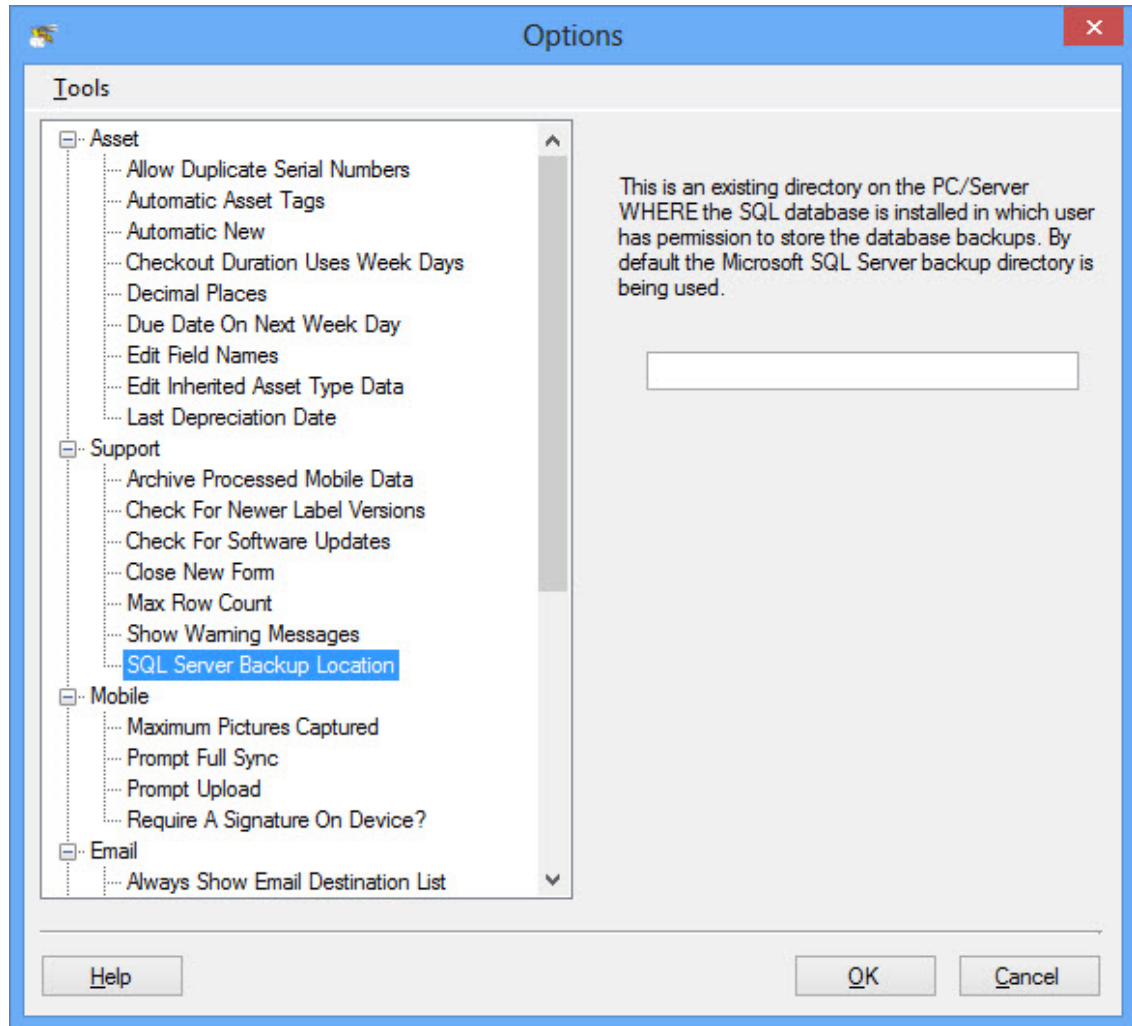 Options
Tools
Asset
Allow Duplicate Serial Numbers
Automatic Asset Tags
Automatic New
Checkout Duration Uses Week Days
Decimal Places
Due Date On Next Week Day
Edit Field Names
Edit Inherited Asset Type Data
Last Depreciation Date
Support
Archive Processed Mobile Data
Check For Newer Label Versions
Check For Software Updates
Close New Form
Max Row Count
Show Warning Messages
SQL Server Backup Location
Mobile
Maximum Pictures Captured
Prompt Full Sync
Prompt Upload
Require A Signature On Device?
Email
Always Show Email Destination List
This is an existing directory on the PC/Server
WHERE the SQL database is installed in which user
has permission to store the database backups. By
default the Microsoft SQL Server backup directory is
being used.
Help
OK
Cancel